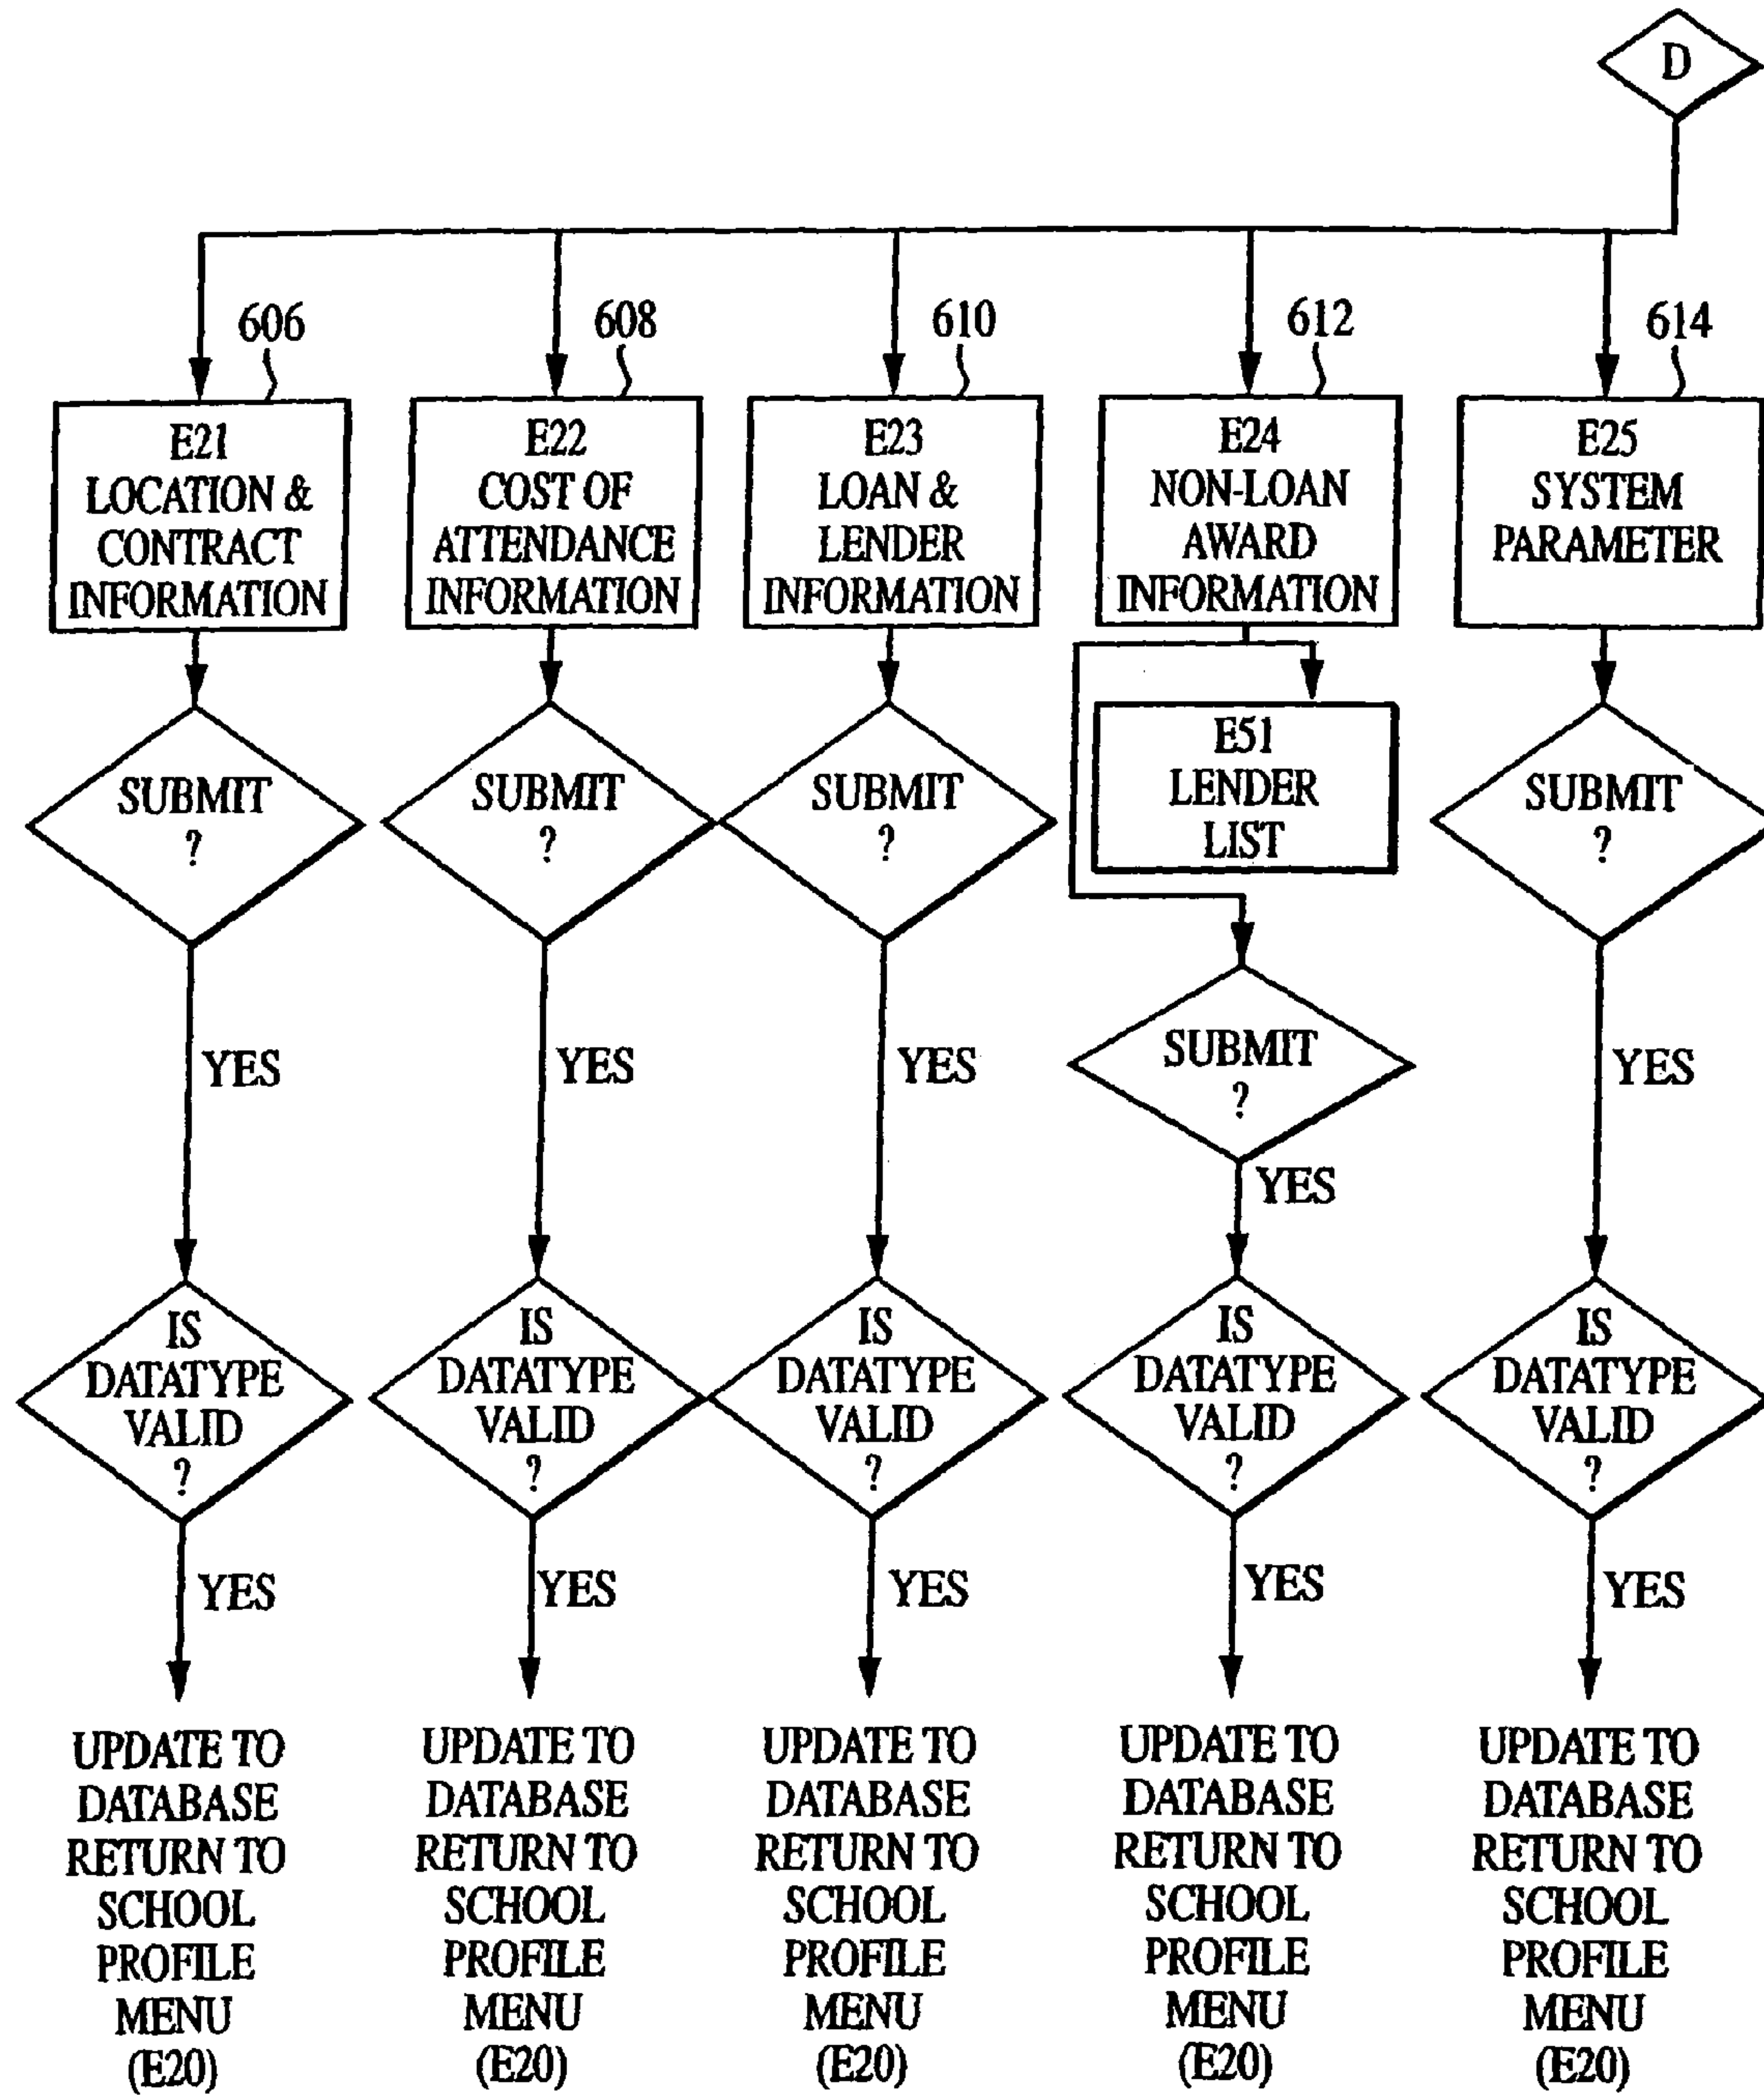 D
606
608
610
612
614
E21
LOCATION &
CONTRACT
INFORMATION
E22
COST OF
ATTENDANCE
INFORMATION
E23
LOAN &
LENDER
INFORMATION
E24
NON-LOAN
AWARD
INFORMATION
E25
SYSTEM
PARAMETER
SUBMIT
?
SUBMIT
?
SUBMIT
?
E51
LENDER
LIST
SUBMIT
?
SUBMIT
?
YES
YES
YES
YES
YES
IS
DATATYPE
VALID
?
IS
DATATYPE
VALID
?
IS
DATATYPE
VALID
?
IS
DATATYPE
VALID
?
IS
DATATYPE
VALID
?
YES
YES
YES
YES
YES
UPDATE TO
DATABASE
RETURN TO
SCHOOL
PROFILE
MENU
(E20)
UPDATE TO
DATABASE
RETURN TO
SCHOOL
PROFILE
MENU
(E20)
UPDATE TO
DATABASE
RETURN TO
SCHOOL
PROFILE
MENU
(E20)
UPDATE TO
DATABASE
RETURN TO
SCHOOL
PROFILE
MENU
(E20)
UPDATE TO
DATABASE
RETURN TO
SCHOOL
PROFILE
MENU
(E20)